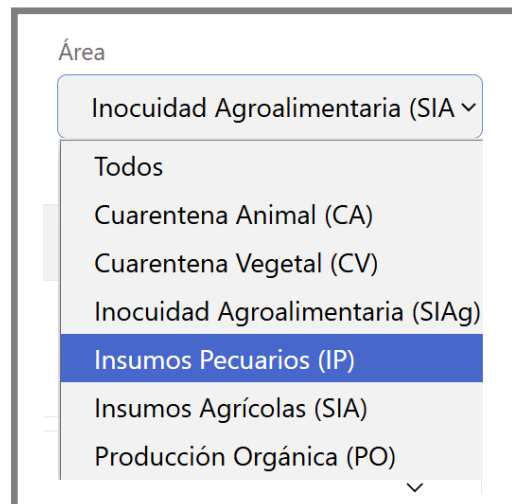 Área
Inocuidad Agroalimentaria (SIA
Todos
Cuarentena Animal (CA)
Cuarentena Vegetal (CV)
Inocuidad Agroalimentaria (SIAg)
Insumos Pecuarios (IP)
Insumos Agrícolas (SIA)
Producción Orgánica (PO)